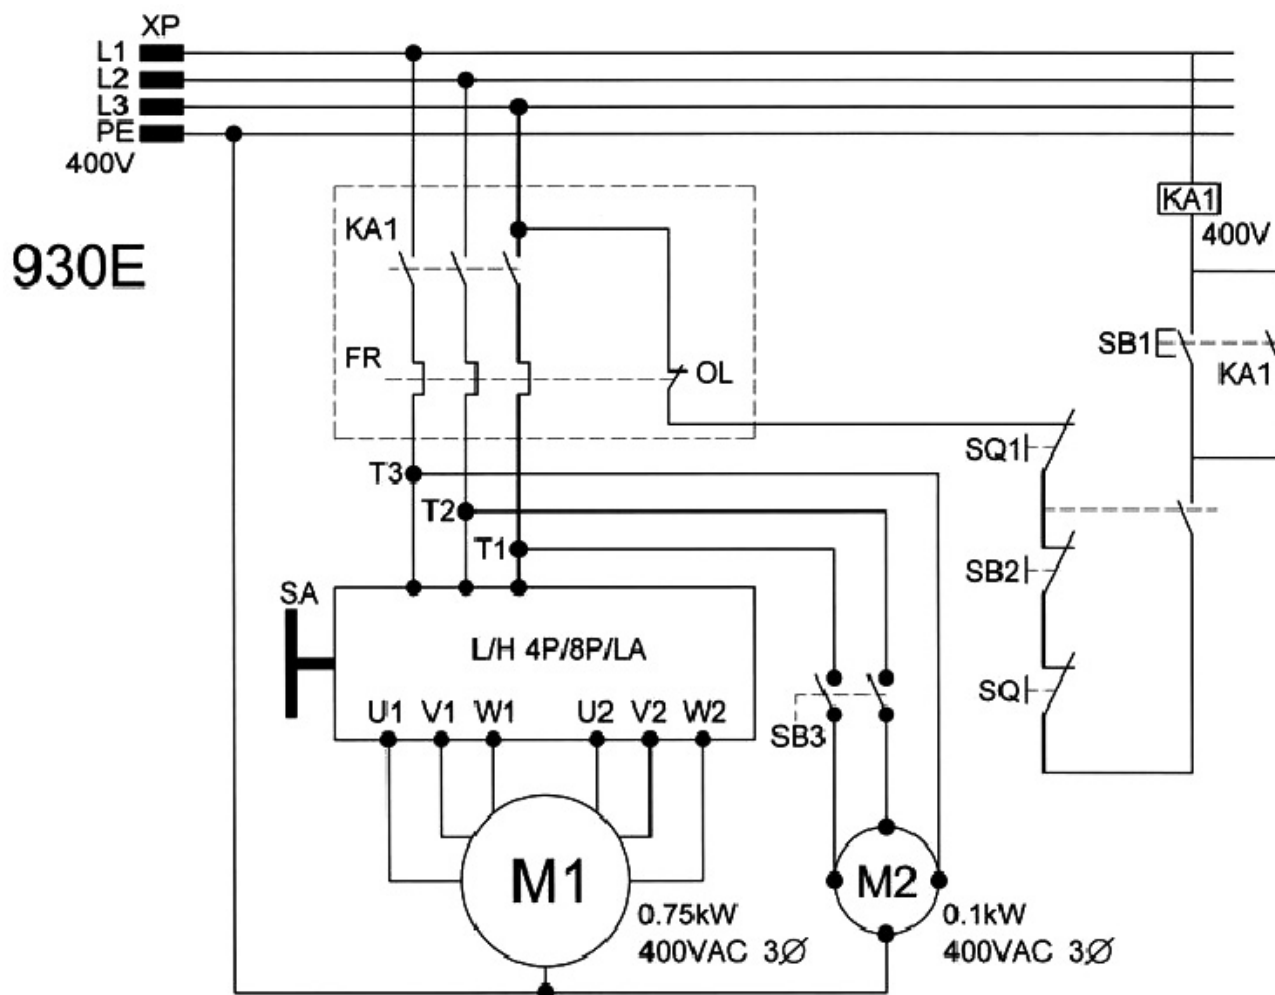 XP
L1
L2
L3
PE
400V
930E
KA1
FR
OL
KA1
400V
SB1
KA1
SQ1
T3
T2
T1
SB2
SA
L/H 4P/8P/LA
SQ
U1 V1 W1 U2 V2 W2
SB3
M1
M2
0.75kW
400VAC 3Ø
0.1kW
400VAC 3Ø